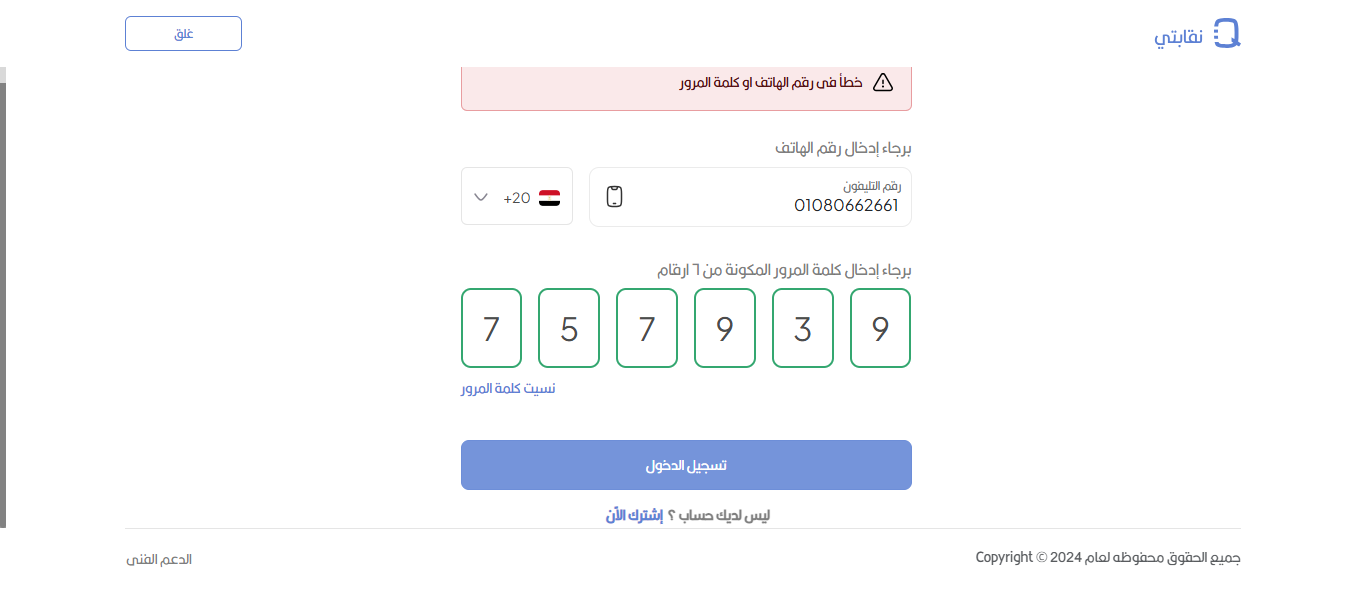 نقابتي
غلق
خطأ فى رقم الهاتف او كلمة المرور
برجاء إدخال رقم الهاتف
رقم التليفون
01080662661
+20
برجاء إدخال كلمة المرور المكونة من ٦ ارقام
7 5 7 9 3 9
نسيت كلمة المرور
تسجيل الدخول
ليس لديك حساب ؟ إشترك الأن
جميع الحقوق محفوظه لعام 2024 © Copyright
الدعم الفنى